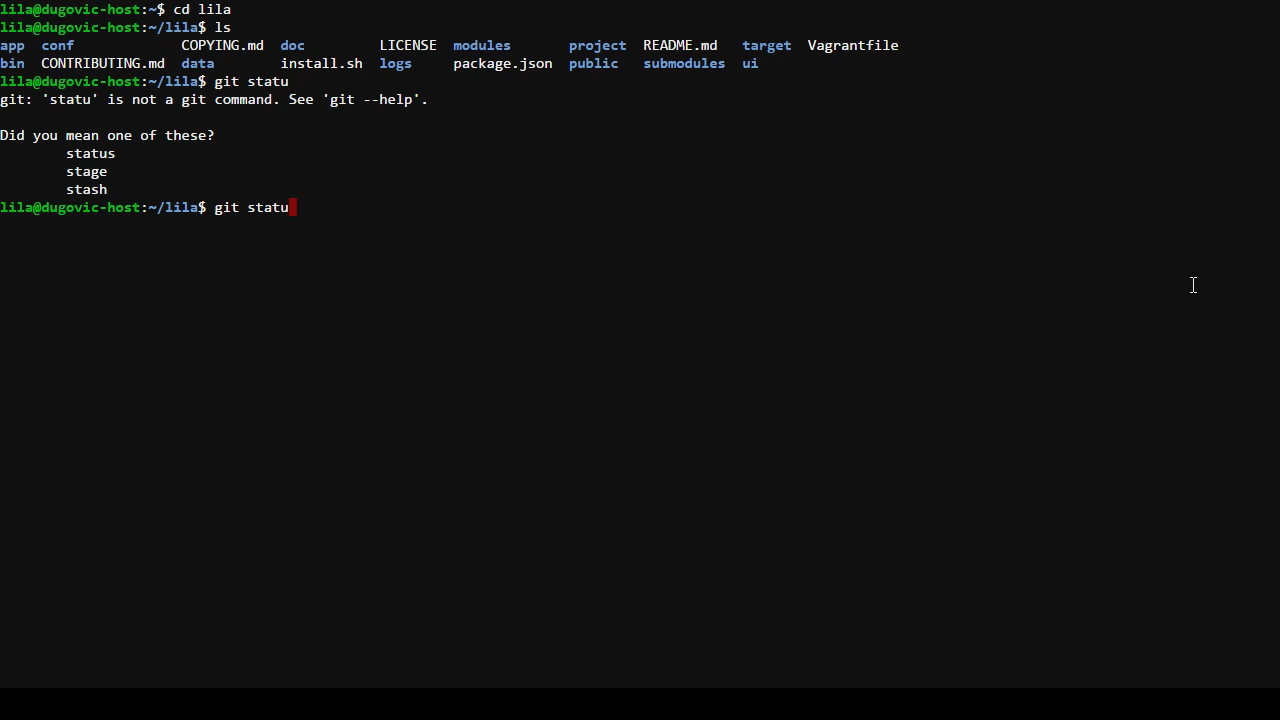 lila@dugovic-host:~$ cd lila
lila@dugovic-host:~/lila$ ls
app  conf             COPYING.md  doc         LICENSE  modules       project  README.md   target  Vagrantfile
bin  CONTRIBUTING.md  data        install.sh  logs     package.json  public   submodules  ui
lila@dugovic-host:~/lila$ git statu
git: 'statu' is not a git command. See 'git --help'.

Did you mean one of these?
        status
        stage
        stash
lila@dugovic-host:~/lila$ git statu